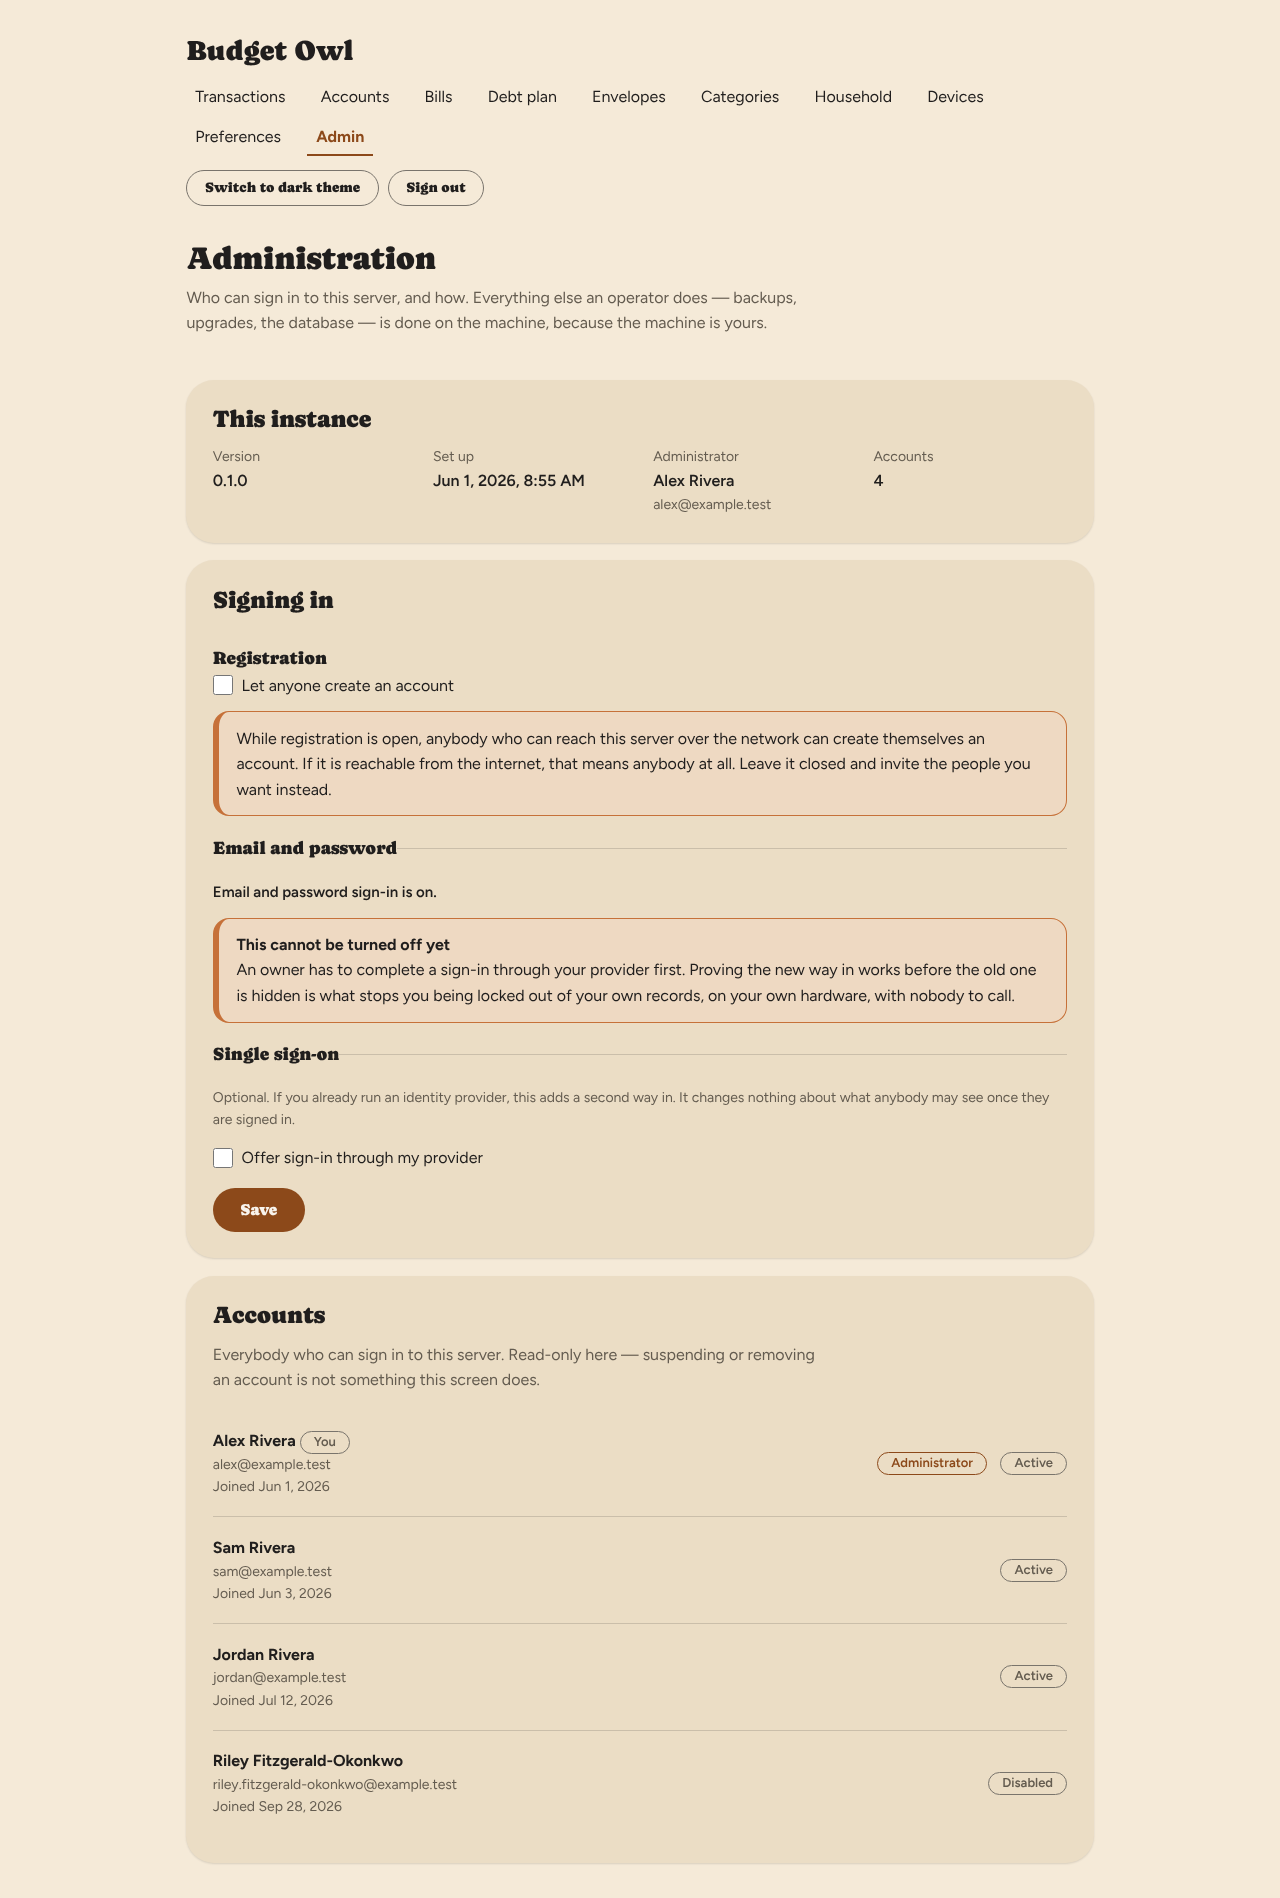 Budget Owl
Transactions Accounts Bills Debt plan Envelopes Categories Household Devices
Preferences Admin
Switch to dark theme Sign out
Administration
Who can sign in to this server, and how. Everything else an operator does — backups,
upgrades, the database — is done on the machine, because the machine is yours.
This instance
Version Set up Administrator Accounts
0.1.0 Jun 1, 2026, 8:55 AM Alex Rivera 4
alex@example.test
Signing in
Registration
Let anyone create an account
While registration is open, anybody who can reach this server over the network can create themselves an
account. If it is reachable from the internet, that means anybody at all. Leave it closed and invite the people you
want instead.
Email and password
Email and password sign-in is on.
This cannot be turned off yet
An owner has to complete a sign-in through your provider first. Proving the new way in works before the old one
is hidden is what stops you being locked out of your own records, on your own hardware, with nobody to call.
Single sign-on
Optional. If you already run an identity provider, this adds a second way in. It changes nothing about what anybody may see once they
are signed in.
Offer sign-in through my provider
Save
Accounts
Everybody who can sign in to this server. Read-only here — suspending or removing
an account is not something this screen does.
Alex Rivera You
alex@example.test
Joined Jun 1, 2026
Administrator Active
Sam Rivera
sam@example.test
Joined Jun 3, 2026
Active
Jordan Rivera
jordan@example.test
Joined Jul 12, 2026
Active
Riley Fitzgerald-Okonkwo
riley.fitzgerald-okonkwo@example.test
Joined Sep 28, 2026
Disabled